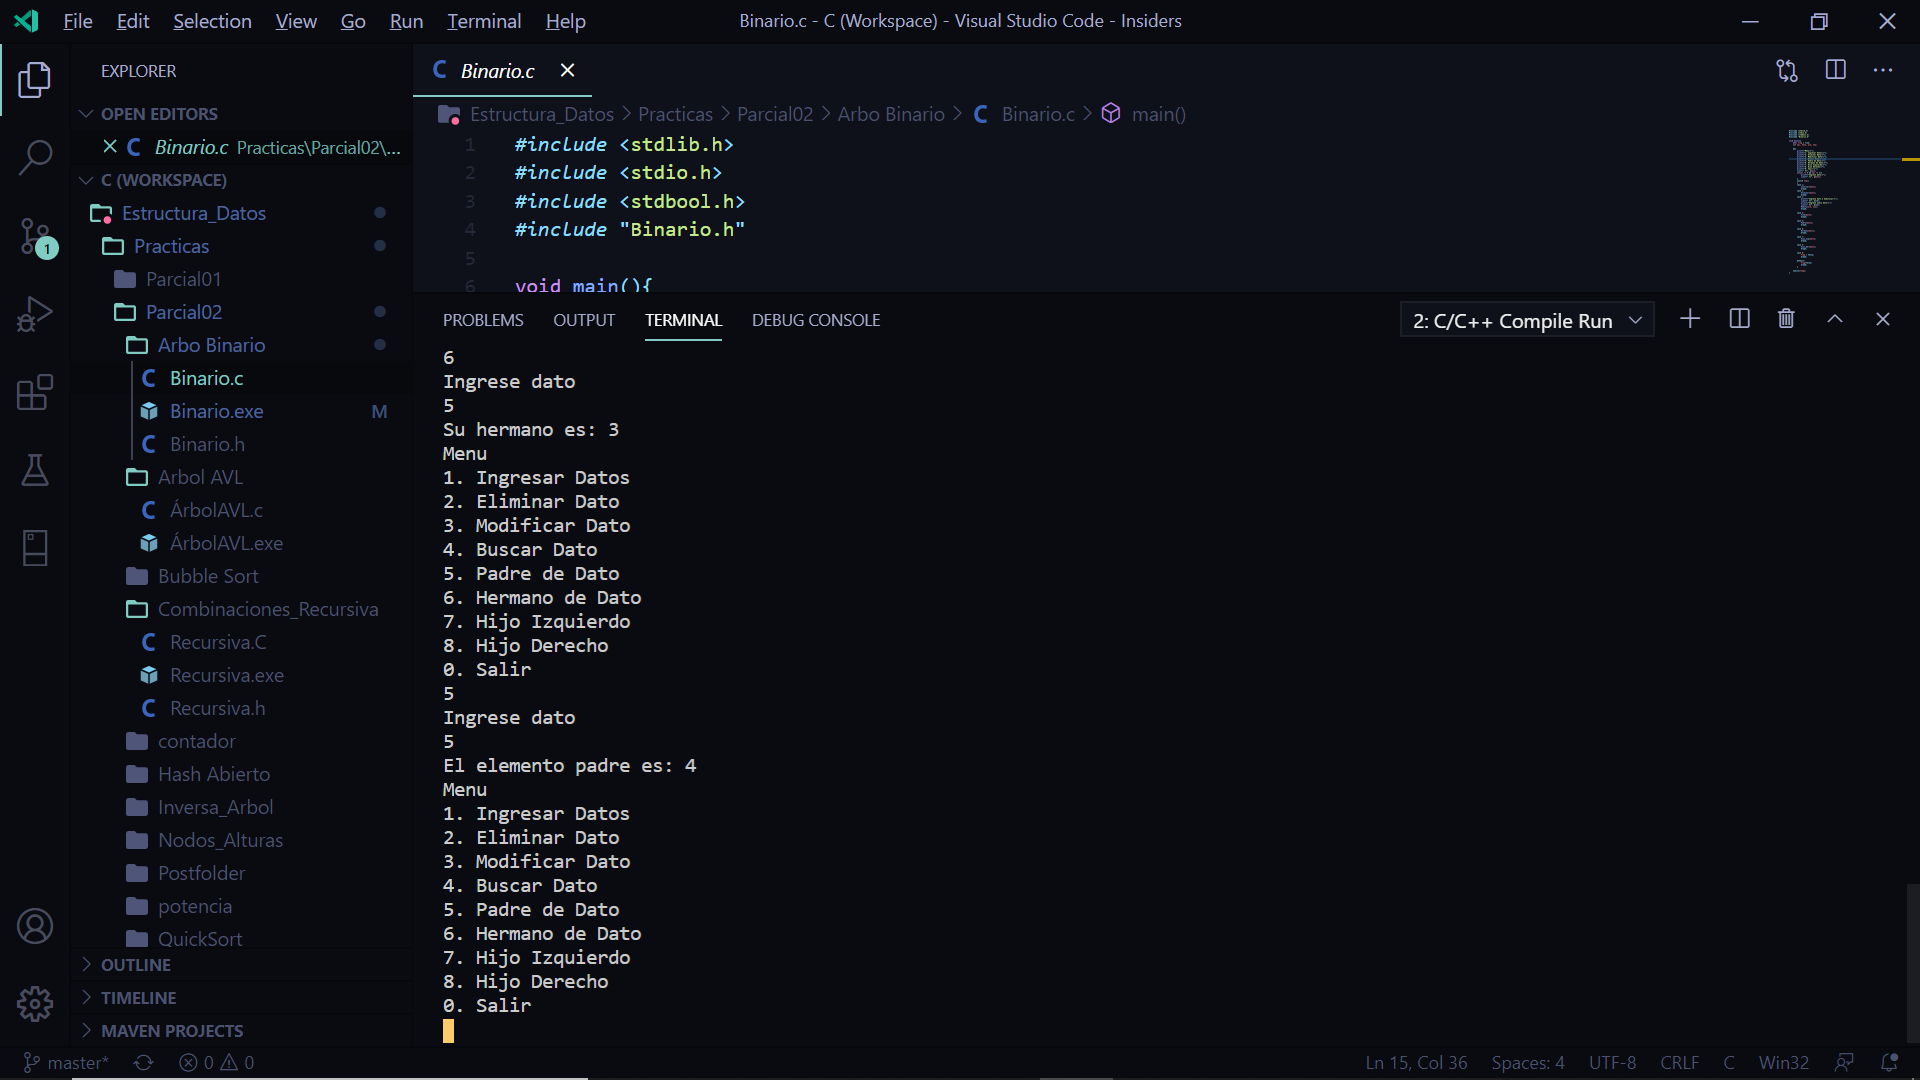 File Edit Selection View Go Run Terminal Help
Binario.c - C (Workspace) - Visual Studio Code - Insiders
EXPLORER
OPEN EDITORS
Binario.c Practicas\Parcial02\...
C (WORKSPACE)
Estructura_Datos
Practicas
Parcial01
Parcial02
Arbo Binario
Binario.c
Binario.exe M
Binario.h
Arbol AVL
ÁrbolAVL.c
ÁrbolAVL.exe
Bubble Sort
Combinaciones_Recursiva
Recursiva.C
Recursiva.exe
Recursiva.h
contador
Hash Abierto
Inversa_Arbol
Nodos_Alturas
Postfolder
potencia
QuickSort
OUTLINE
TIMELINE
MAVEN PROJECTS
1
Binario.c
Estructura_Datos > Practicas > Parcial02 > Arbo Binario > Binario.c > main()
1 #include <stdlib.h>
2 #include <stdio.h>
3 #include <stdbool.h>
4 #include "Binario.h"
5
6 void main(){
PROBLEMS OUTPUT TERMINAL DEBUG CONSOLE
2: C/C++ Compile Run
6
Ingrese dato
5
Su hermano es: 3
Menu
1. Ingresar Datos
2. Eliminar Dato
3. Modificar Dato
4. Buscar Dato
5. Padre de Dato
6. Hermano de Dato
7. Hijo Izquierdo
8. Hijo Derecho
0. Salir
5
Ingrese dato
5
El elemento padre es: 4
Menu
1. Ingresar Datos
2. Eliminar Dato
3. Modificar Dato
4. Buscar Dato
5. Padre de Dato
6. Hermano de Dato
7. Hijo Izquierdo
8. Hijo Derecho
0. Salir
master* 0 0
Ln 15, Col 36 Spaces: 4 UTF-8 CRLF C Win32